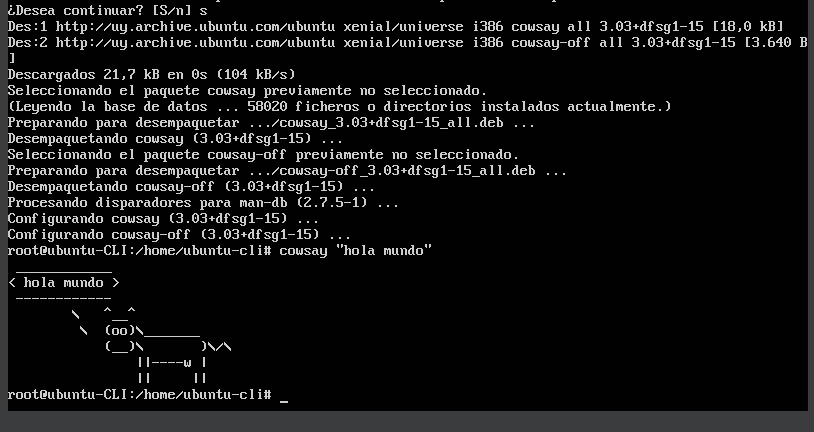 ¿Desea continuar? [S/n] s
Des:1 http://uy.archive.ubuntu.com/ubuntu xenial/universe i386 cowsay all 3.03+dfsg1-15 [18,0 kB]
Des:2 http://uy.archive.ubuntu.com/ubuntu xenial/universe i386 cowsay-off all 3.03+dfsg1-15 [3.640 B
]
Descargados 21,7 kB en 0s (104 kB/s)
Seleccionando el paquete cowsay previamente no seleccionado.
(Leyendo la base de datos ... 58020 ficheros o directorios instalados actualmente.)
Preparando para desempaquetar .../cowsay_3.03+dfsg1-15_all.deb ...
Desempaquetando cowsay (3.03+dfsg1-15) ...
Seleccionando el paquete cowsay-off previamente no seleccionado.
Preparando para desempaquetar .../cowsay-off_3.03+dfsg1-15_all.deb ...
Desempaquetando cowsay-off (3.03+dfsg1-15) ...
Procesando disparadores para man-db (2.7.5-1) ...
Configurando cowsay (3.03+dfsg1-15) ...
Configurando cowsay-off (3.03+dfsg1-15) ...
root@ubuntu-CLI:/home/ubuntu-cli# cowsay "hola mundo"
 ____________
< hola mundo >
 ------------
        \   ^__^
         \  (oo)\_______
            (__)\       )\/\
                ||----w |
                ||     ||
root@ubuntu-CLI:/home/ubuntu-cli# _